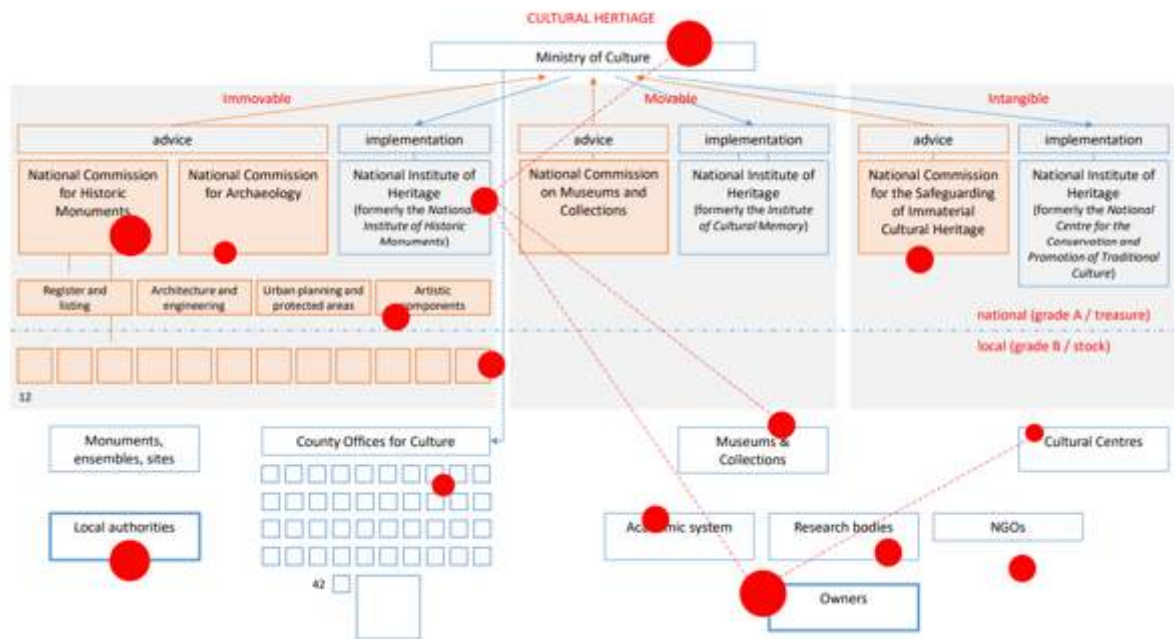 CULTURAL HERTIAGE
Ministry of Culture
Immovable
Movable
Intangible
advice
implementation
advice
implementation
advice
implementation
National Commission
for Historic
Monuments
National Commission
for Archaeology
National Institute of
Heritage
(formerly the National
Institute of Historic
Monuments)
National Commission
on Museums and
Collections
National Institute of
Heritage
(formerly the Institute
of Cultural Memory)
National Commission
for the Safeguarding
of Immaterial
Cultural Heritage
National Institute of
Heritage
(formerly the National
Centre for the
Conservation and
Promotion of Traditional
Culture)
Register and
listing
Architecture and
engineering
Urban planning and
protected areas
Artistic
components
national (grade A / treasure)
local (grade B / stock)
12
Monuments,
ensembles, sites
County Offices for Culture
Museums &
Collections
Cultural Centres
Local authorities
Academic system
Research bodies
NGOs
42
Owners